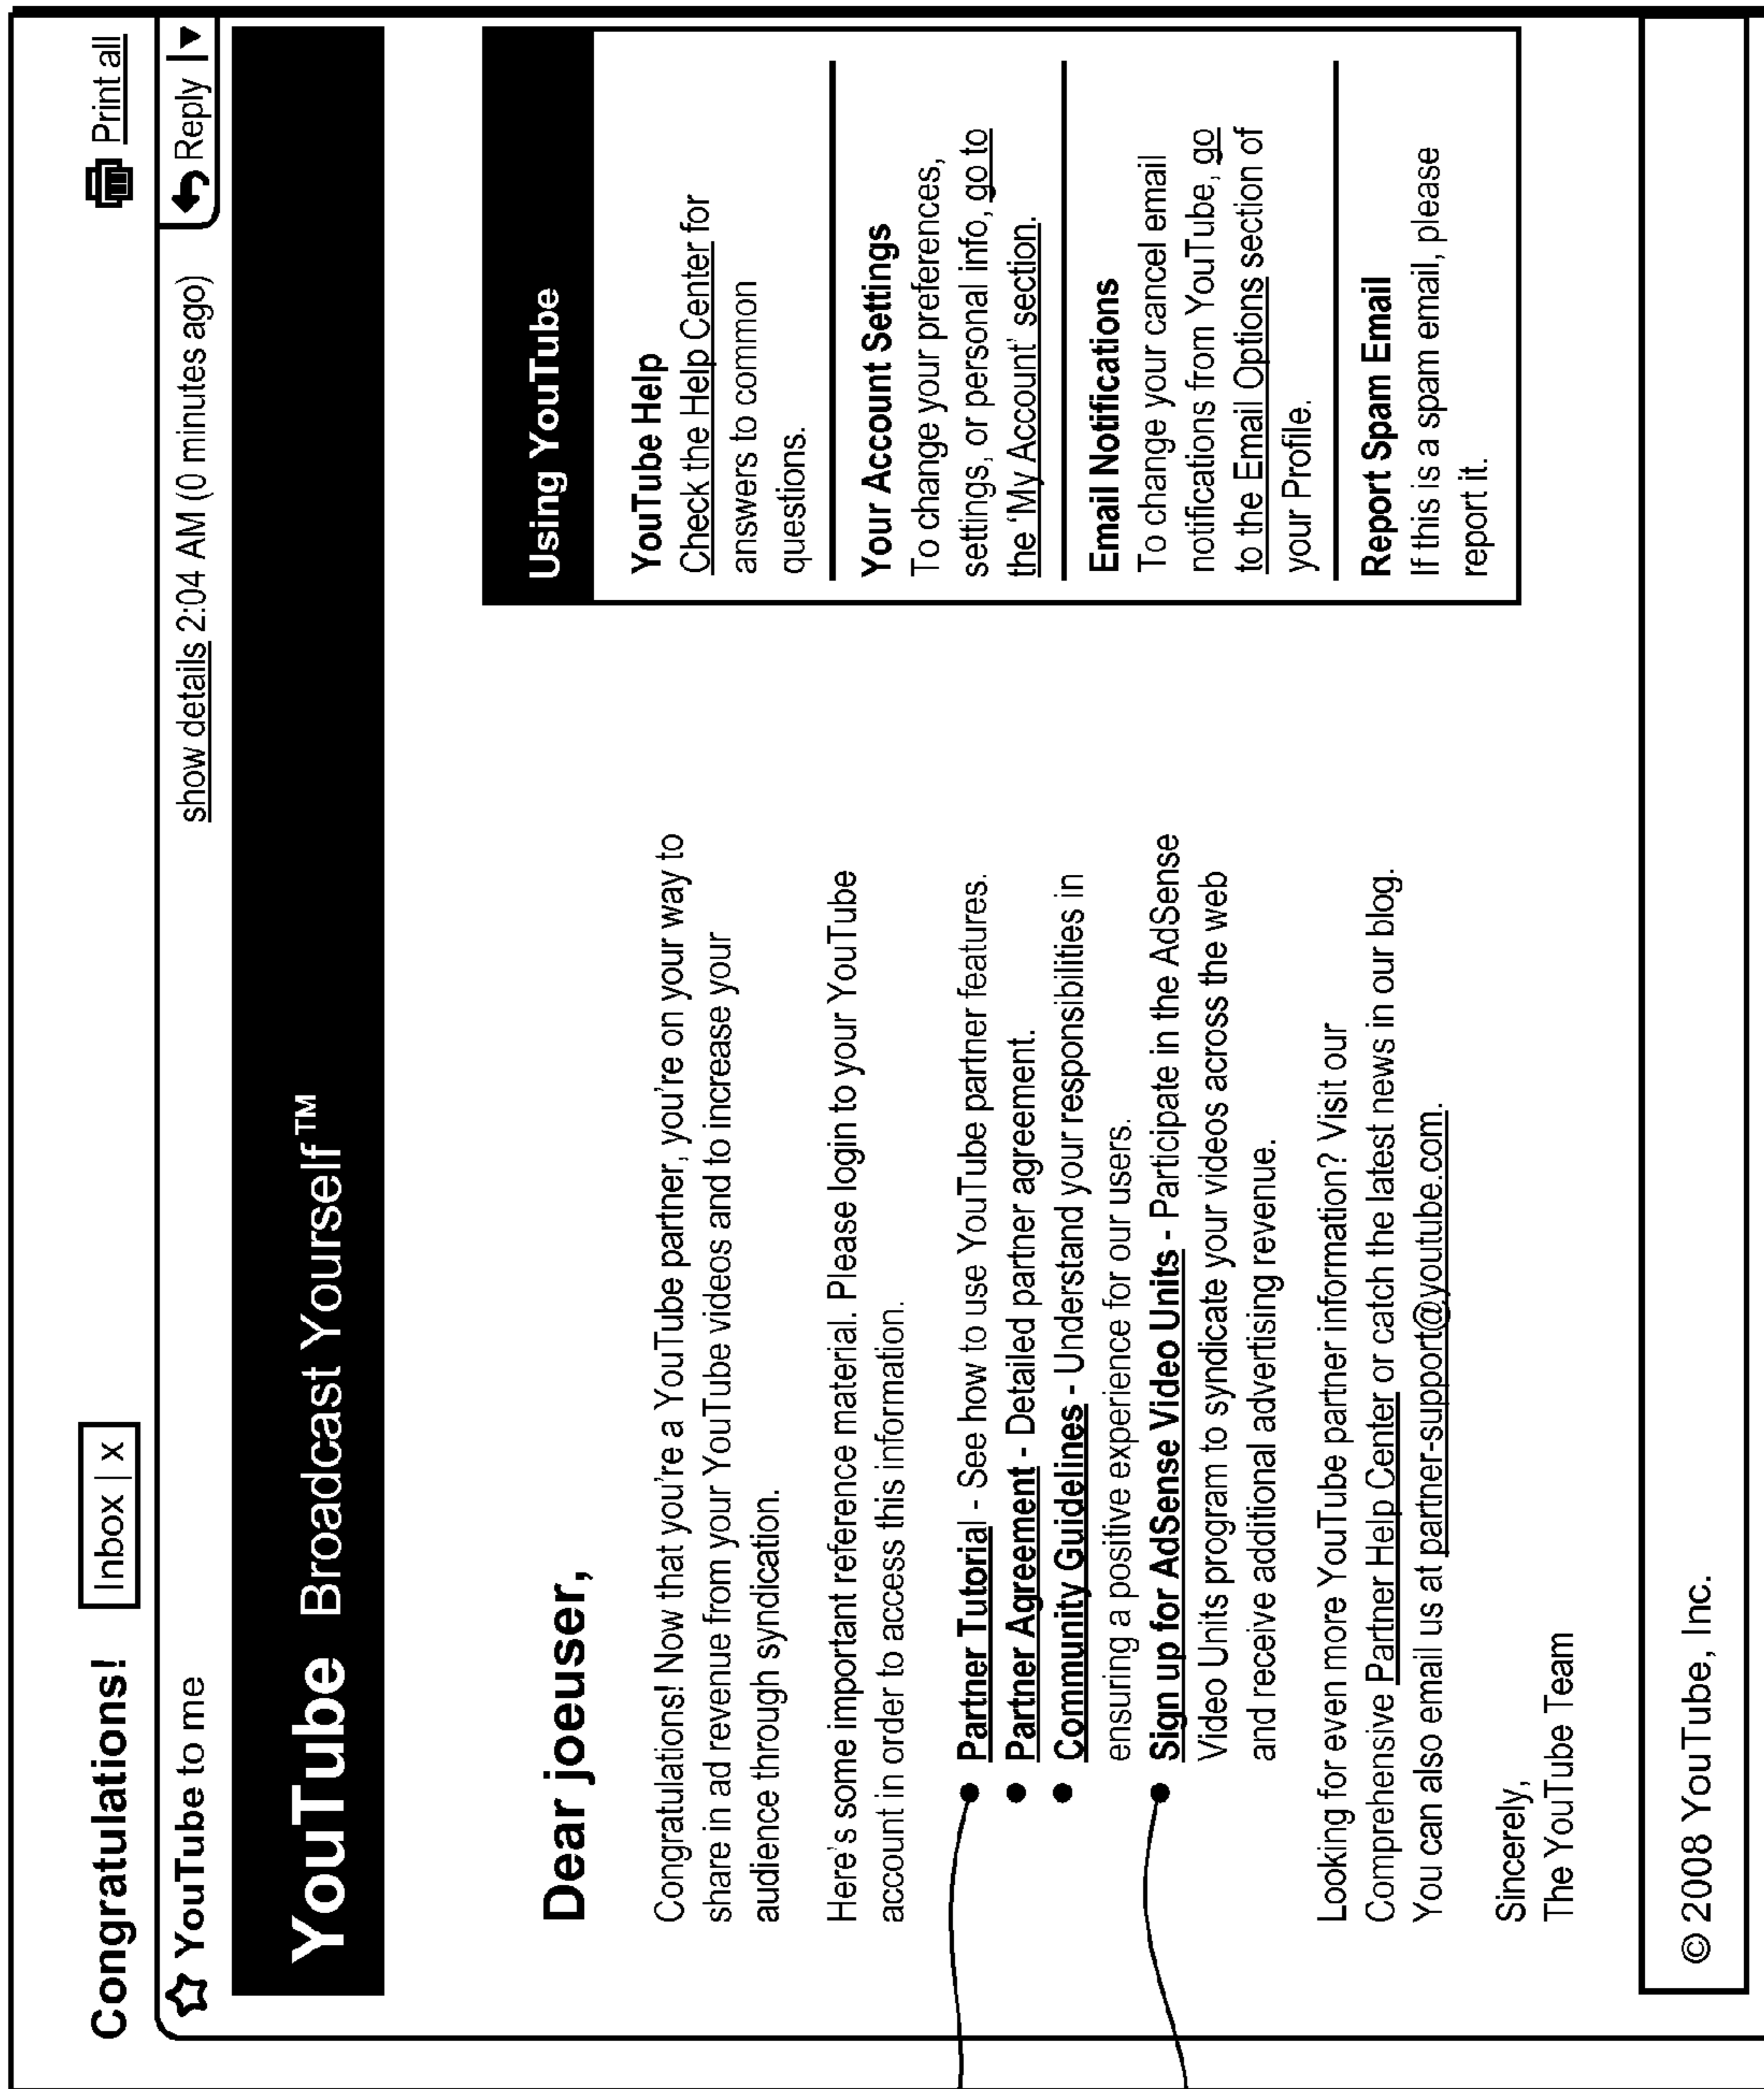 Congratulations! Inbox | x Print all
YouTube to me show details 2:04 AM (0 minutes ago) Reply
YouTube Broadcast Yourself™
Dear joeuser,
Congratulations! Now that you're a YouTube partner, you're on your way to
share in ad revenue from your YouTube videos and to increase your
audience through syndication.
Here's some important reference material. Please login to your YouTube
account in order to access this information.
• Partner Tutorial - See how to use YouTube partner features.
• Partner Agreement - Detailed partner agreement.
• Community Guidelines - Understand your responsibilities in
ensuring a positive experience for our users.
• Sign up for AdSense Video Units - Participate in the AdSense
Video Units program to syndicate your videos across the web
and receive additional advertising revenue.
Looking for even more YouTube partner information? Visit our
Comprehensive Partner Help Center or catch the latest news in our blog.
You can also email us at partner-support@youtube.com.
Sincerely,
The YouTube Team
Using YouTube
YouTube Help
Check the Help Center for
answers to common
questions.
Your Account Settings
To change your preferences,
settings, or personal info, go to
the 'My Account' section.
Email Notifications
To change your cancel email
notifications from YouTube, go
to the Email Options section of
your Profile.
Report Spam Email
If this is a spam email, please
report it.
© 2008 YouTube, Inc.